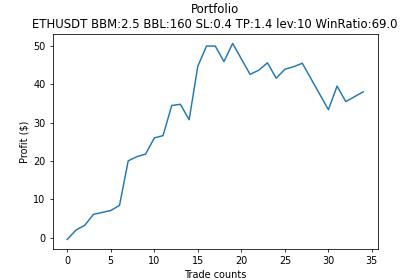 Portfolio
ETHUSDT BBM:2.5 BBL:160 SL:0.4 TP:1.4 lev:10 WinRatio:69.0
50
40
30
20
10
0
Profit ($)
0 5 10 15 20 25 30 35
Trade counts